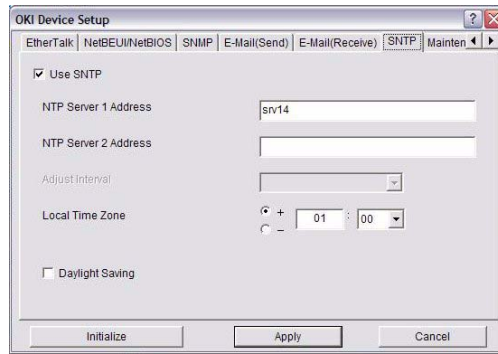 OKI Device Setup
EtherTalk NetBEUI/NetBIOS SNMP E-Mail(Send) E-Mail(Receive) SNTP Mainten
Use SNTP
NTP Server 1 Address srv14
NTP Server 2 Address
Adjust Interval
Local Time Zone + 01 : 00
−
Daylight Saving
Initialize Apply Cancel